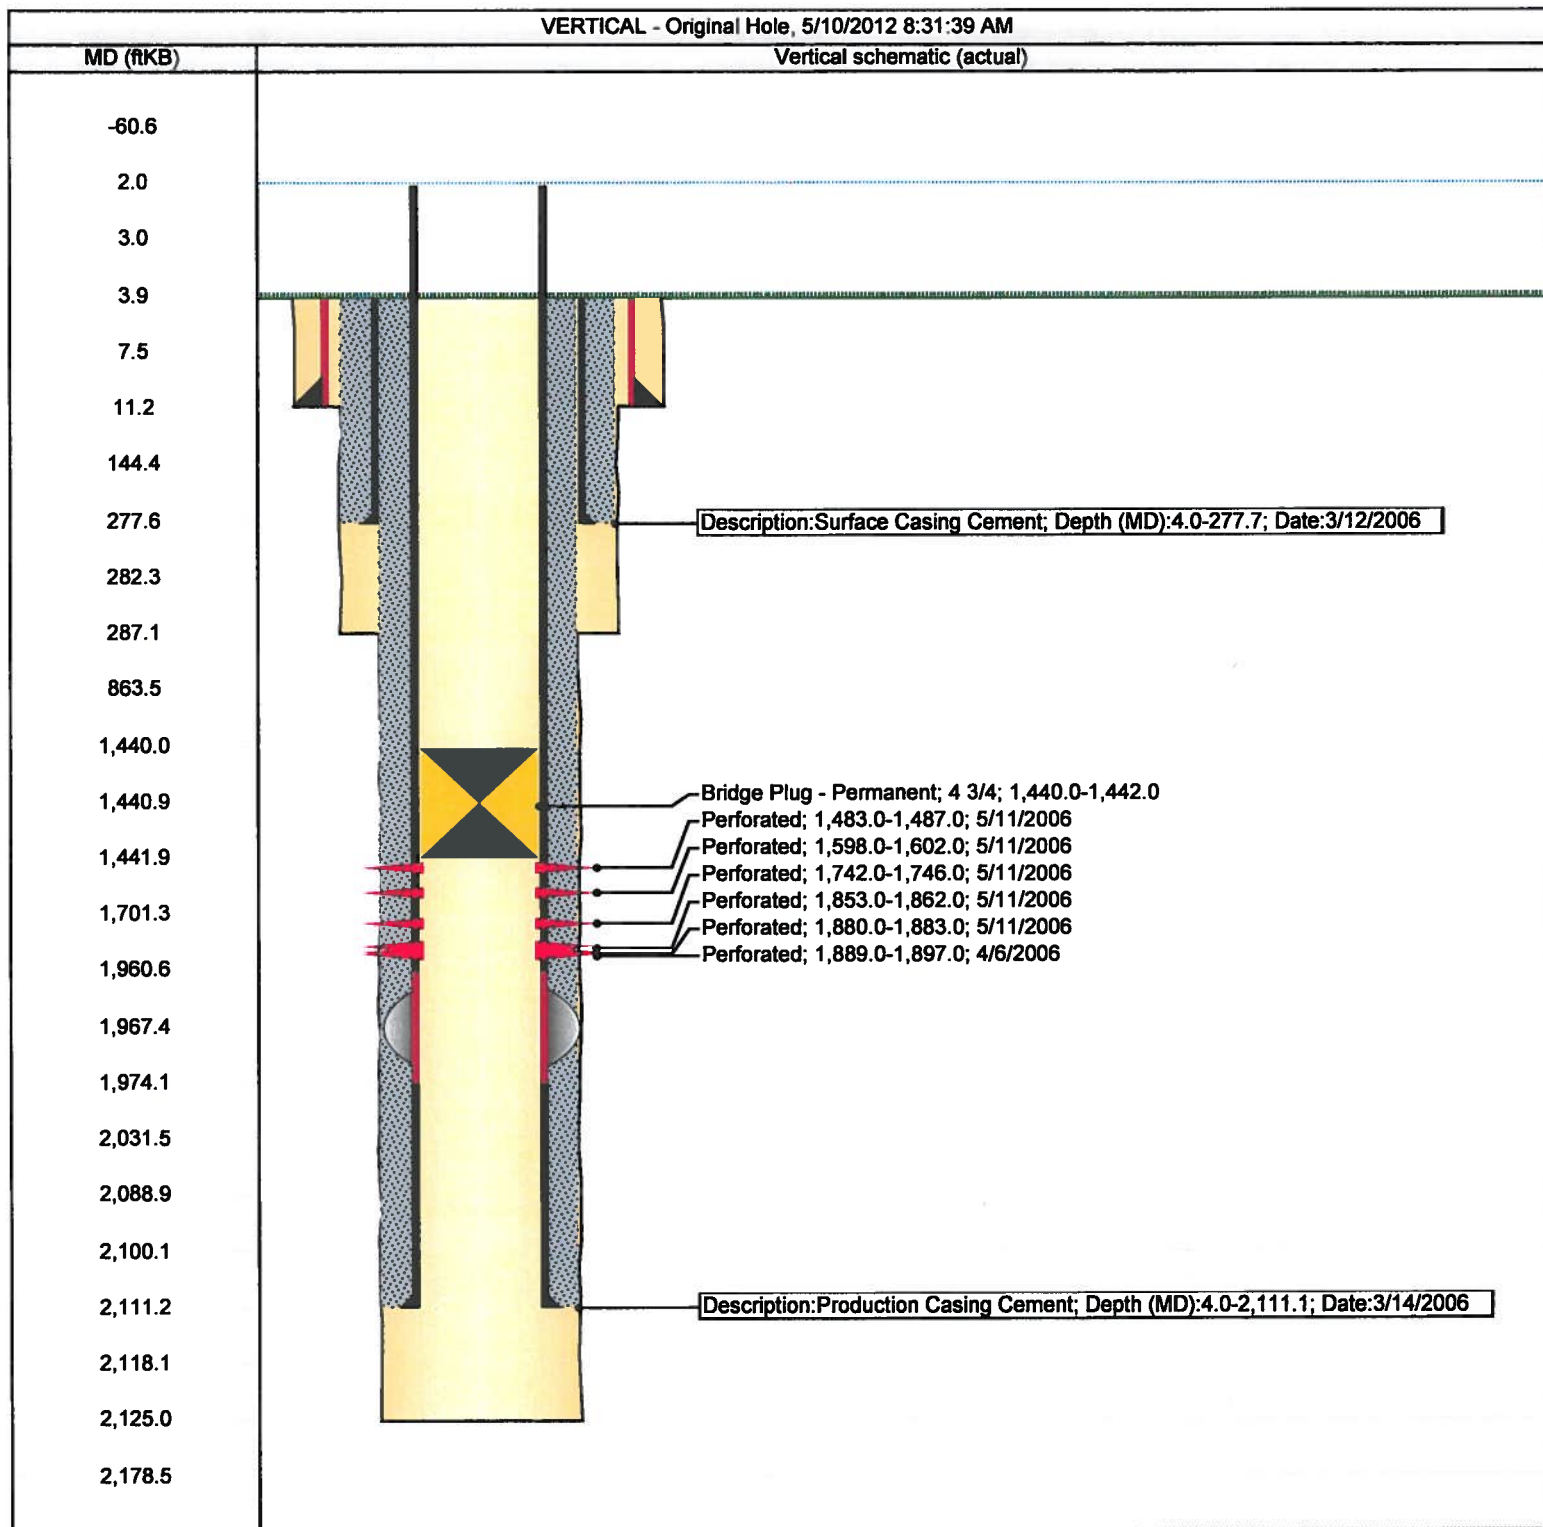 VERTICAL - Original Hole, 5/10/2012 8:31:39 AM
MD (ftKB)
Vertical schematic (actual)
-60.6
2.0
3.0
3.9
7.5
11.2
144.4
277.6
Description:Surface Casing Cement; Depth (MD):4.0-277.7; Date:3/12/2006
282.3
287.1
863.5
1,440.0
Bridge Plug - Permanent; 4 3/4; 1,440.0-1,442.0
1,440.9
Perforated; 1,483.0-1,487.0; 5/11/2006
Perforated; 1,598.0-1,602.0; 5/11/2006
1,441.9
Perforated; 1,742.0-1,746.0; 5/11/2006
Perforated; 1,853.0-1,862.0; 5/11/2006
1,701.3
Perforated; 1,880.0-1,883.0; 5/11/2006
Perforated; 1,889.0-1,897.0; 4/6/2006
1,960.6
1,967.4
1,974.1
2,031.5
2,088.9
2,100.1
2,111.2
Description:Production Casing Cement; Depth (MD):4.0-2,111.1; Date:3/14/2006
2,118.1
2,125.0
2,178.5